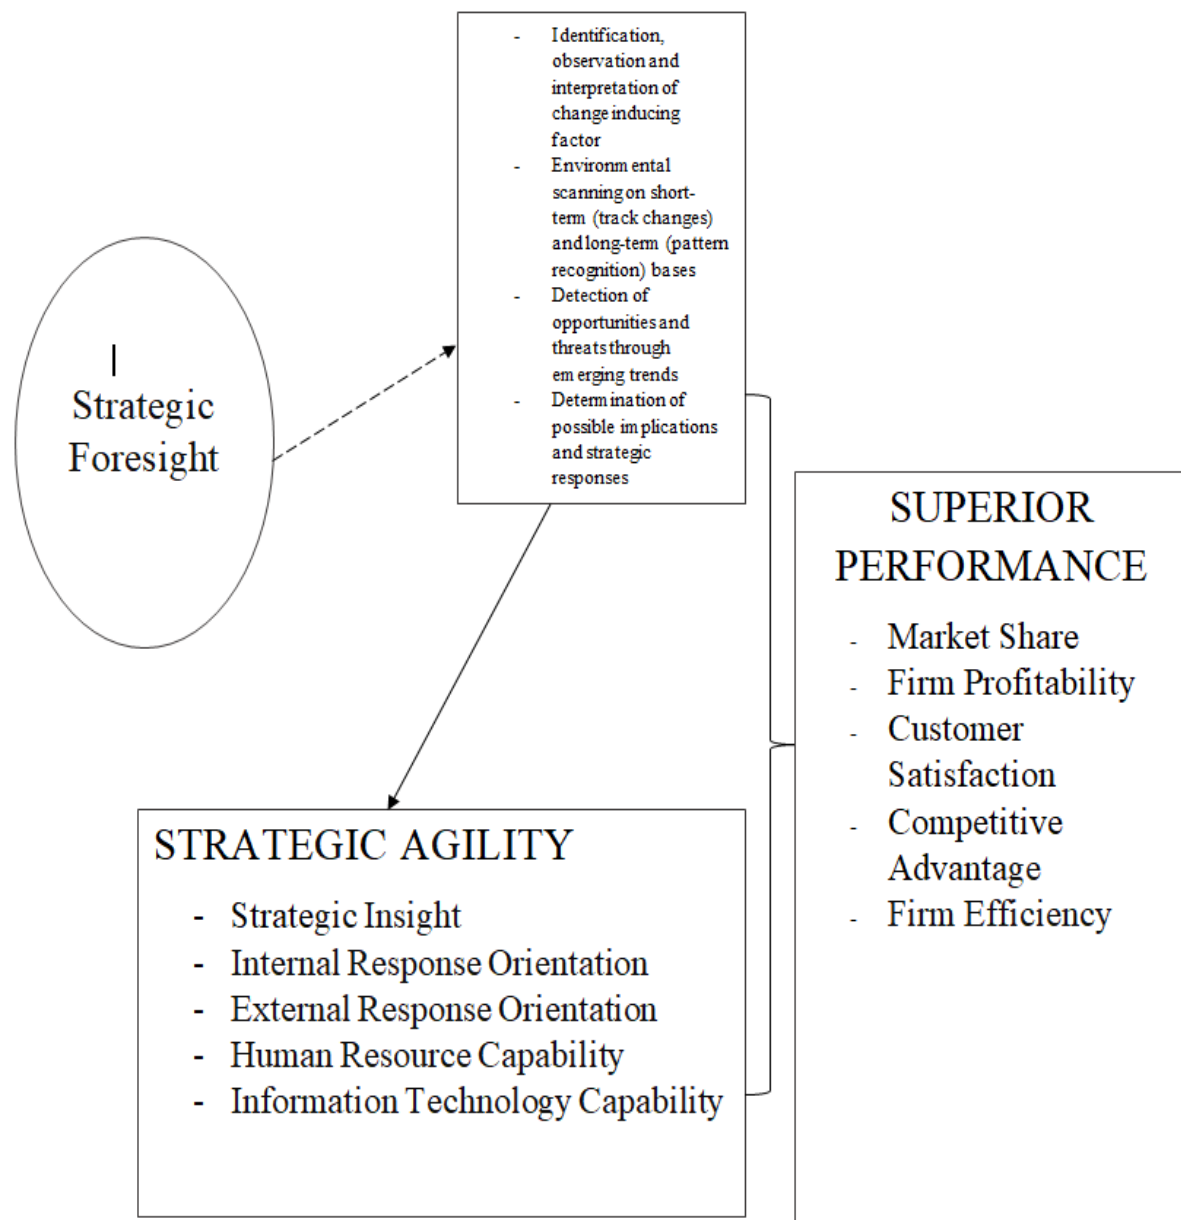 - Identification,
observation and
interpretation of
change inducing
factor
- Environmental
scanning on short-
term (track changes)
and long-term (pattern
recognition) bases
- Detection of
opportunities and
threats through
emerging trends
- Determination of
possible implications
and strategic
responses
Strategic
Foresight
SUPERIOR
PERFORMANCE
- Market Share
- Firm Profitability
- Customer
Satisfaction
- Competitive
Advantage
- Firm Efficiency
STRATEGIC AGILITY
- Strategic Insight
- Internal Response Orientation
- External Response Orientation
- Human Resource Capability
- Information Technology Capability